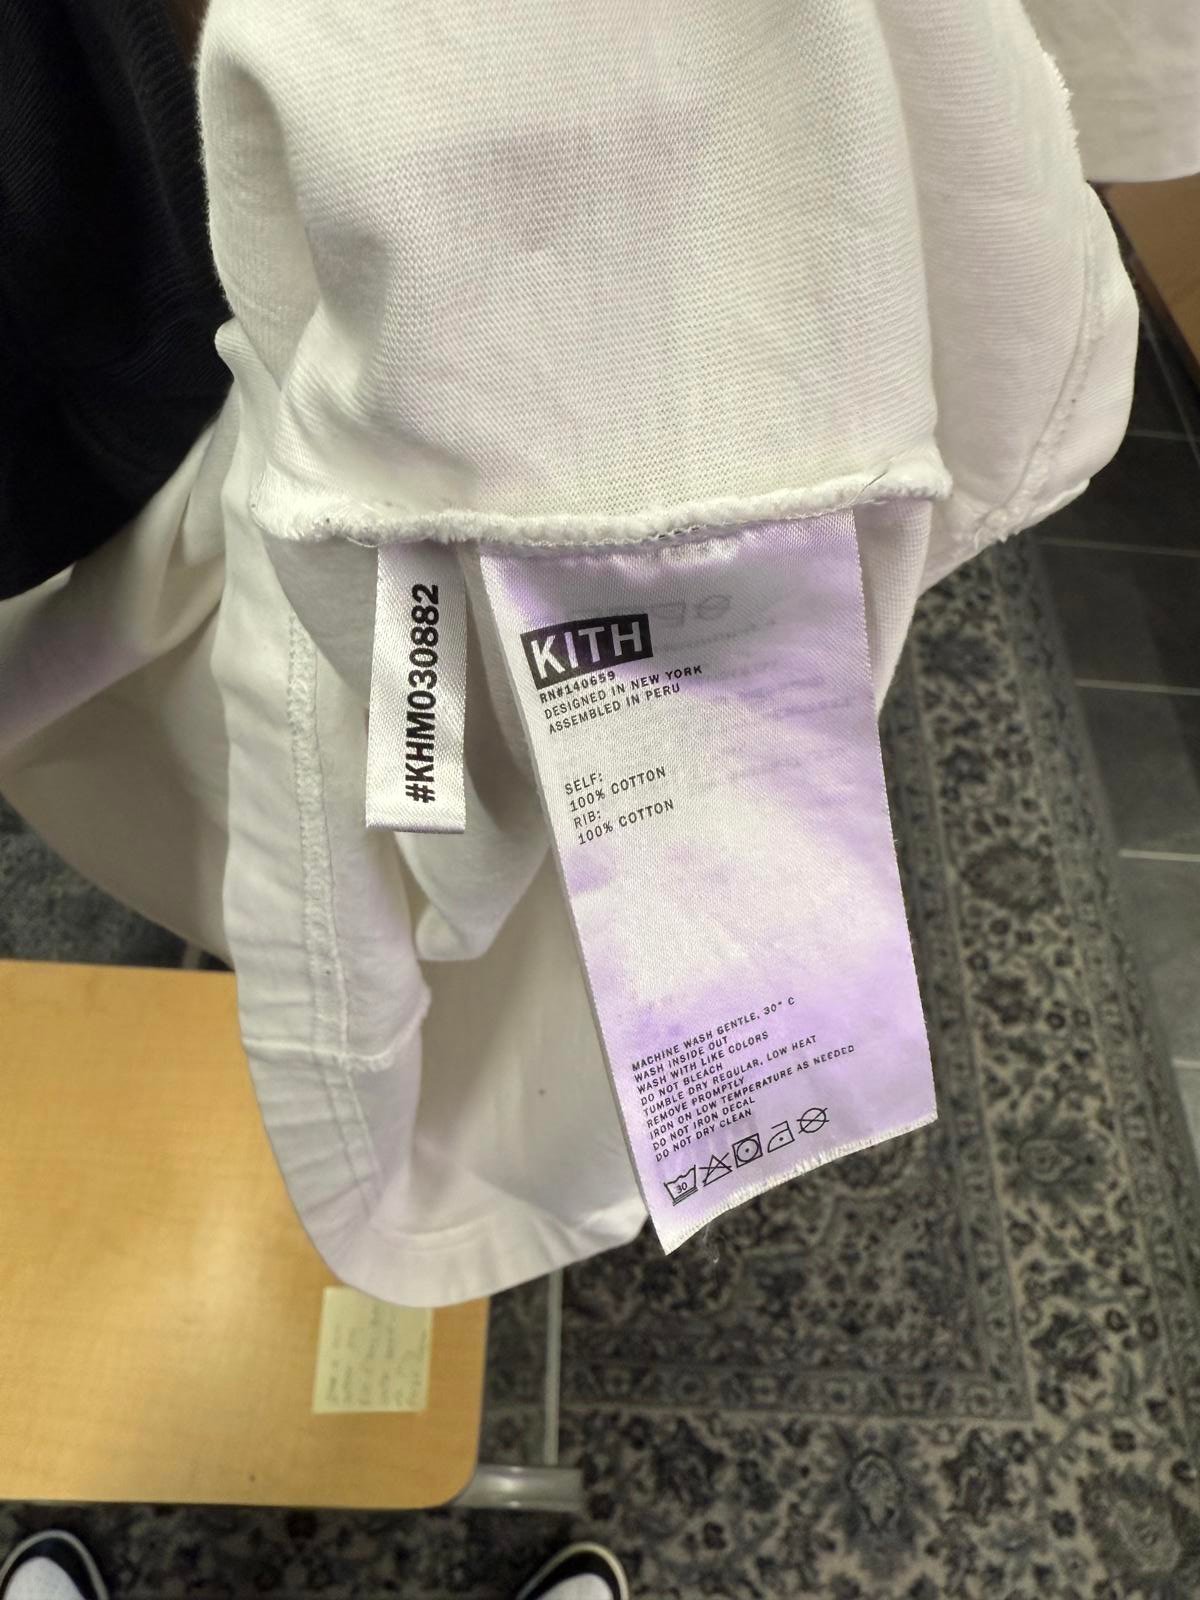 #KHM030882
KITH
RN#140659
DESIGNED IN NEW YORK
ASSEMBLED IN PERU
SELF:
100% COTTON
RIB:
100% COTTON
MACHINE WASH GENTLE, 30° C
WASH INSIDE OUT
WASH WITH LIKE COLORS
DO NOT BLEACH
TUMBLE DRY REGULAR, LOW HEAT
REMOVE PROMPTLY
IRON ON LOW TEMPERATURE AS NEEDED
DO NOT IRON DECAL
DO NOT DRY CLEAN
30